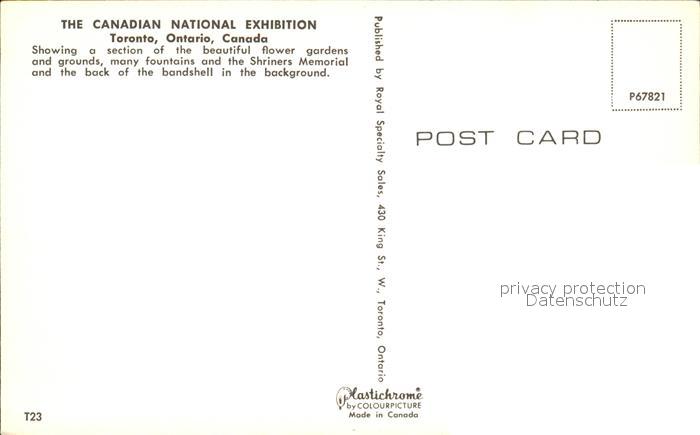 THE CANADIAN NATIONAL EXHIBITION
Toronto, Ontario, Canada
Showing a section of the beautiful flower gardens
and grounds, many fountains and the Shriners Memorial
and the back of the bandshell in the background.
Published by Royal Specialty Sales, 430 King St., W., Toronto, Ontario
P67821
POST CARD
privacy protection
Datenschutz
Plastichrome®
by COLOURPICTURE
Made in Canada
T23